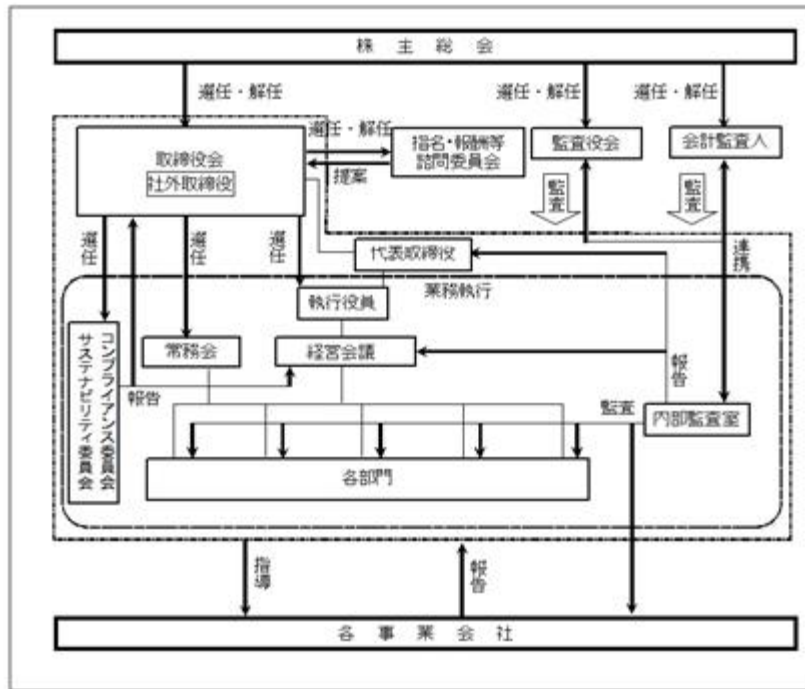 株主総会
選任・解任
選任・解任
選任・解任
選任・解任
取締役会
社外取締役
提案
指名・報酬等
諮問委員会
監査役会
会計監査人
監査
監査
選任
選任
選任
代表取締役
連携
業務執行
執行役員
コンプライアンス委員会
サステナビリティ委員会
常務会
経営会議
報告
報告
監査
内部監査室
各部門
指導
報告
各事業会社